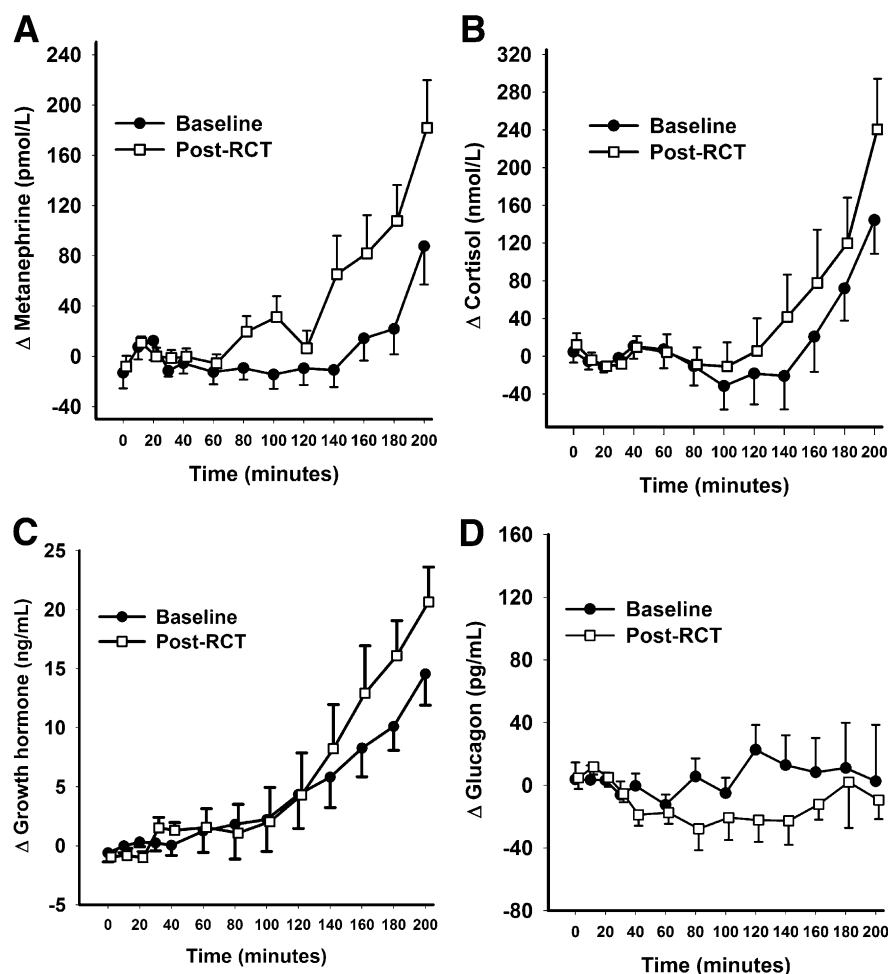 A
Δ Metanephrine (pmol/L)
240
200
160
120
80
40
0
-40
Baseline
Post-RCT
0 20 40 60 80 100 120 140 160 180 200
Time (minutes)
B
Δ Cortisol (nmol/L)
320
280
240
200
160
120
80
40
0
-40
Baseline
Post-RCT
0 20 40 60 80 100 120 140 160 180 200
Time (minutes)
C
Δ Growth hormone (ng/mL)
25
20
15
10
5
0
-5
Baseline
Post-RCT
0 20 40 60 80 100 120 140 160 180 200
Time (minutes)
D
Δ Glucagon (pg/mL)
160
120
80
40
0
-40
-80
Baseline
Post-RCT
0 20 40 60 80 100 120 140 160 180 200
Time (minutes)